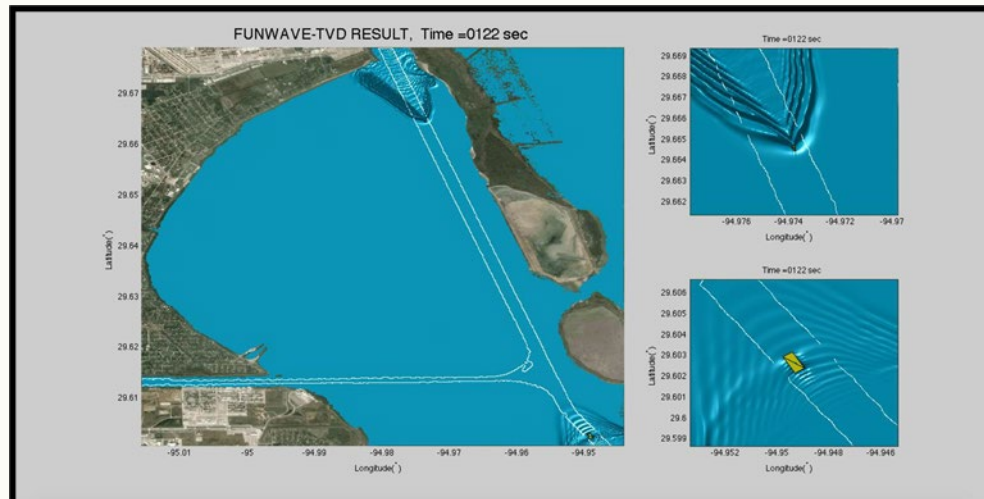 FUNWAVE-TVD RESULT, Time =0122 sec
29.67
29.66
29.65
29.64
29.63
29.62
29.61
Latitude(°)
-95.01 -95 -94.99 -94.98 -94.97 -94.96 -94.95
Longitude(°)
Time =0122 sec
29.669
29.668
29.667
29.666
29.665
29.664
29.663
29.662
Latitude(°)
-94.976 -94.974 -94.972 -94.97
Longitude(°)
Time =0122 sec
29.606
29.605
29.604
29.603
29.602
29.601
29.6
29.599
Latitude(°)
-94.952 -94.95 -94.948 -94.946
Longitude(°)